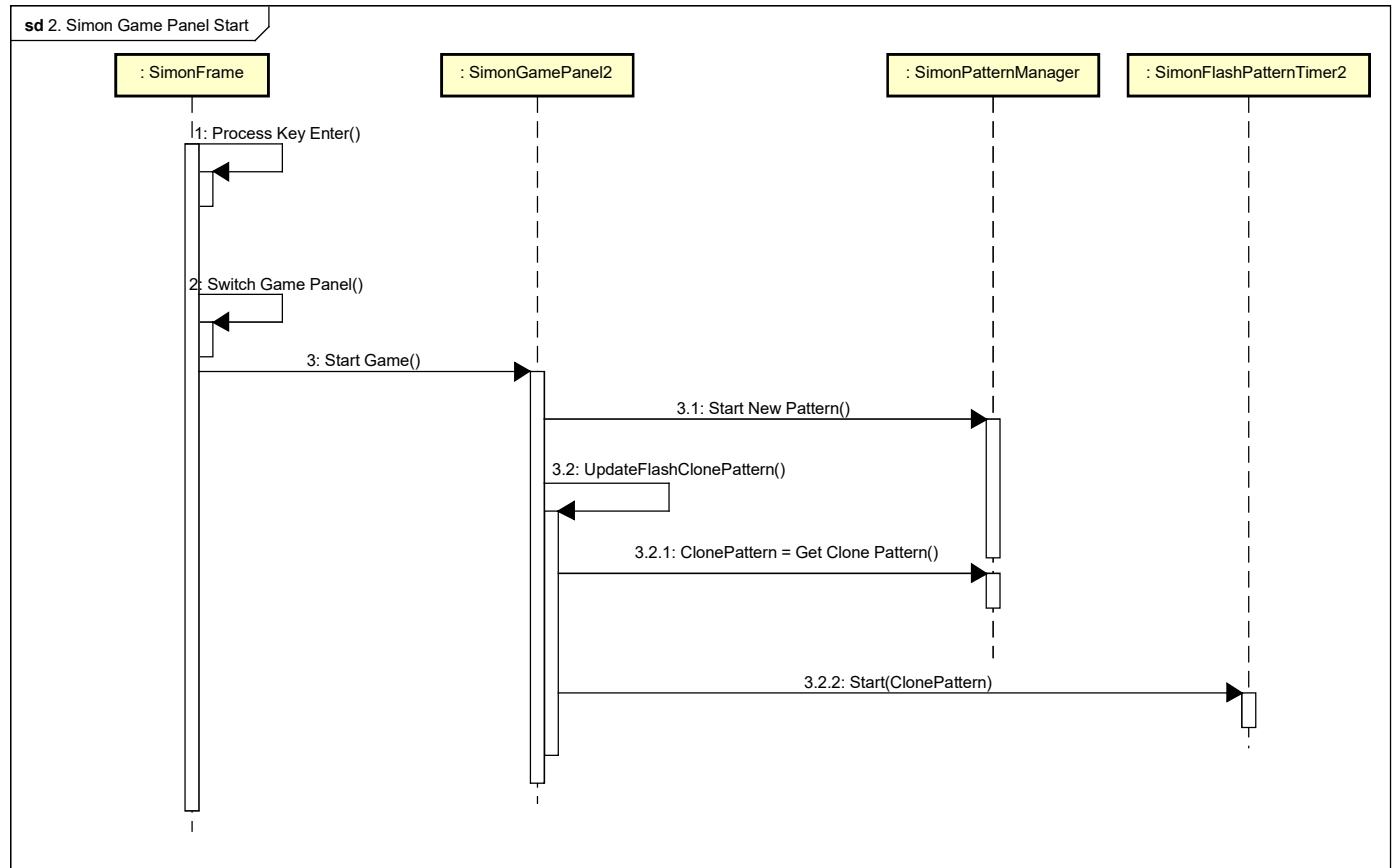 sd 2. Simon Game Panel Start
: SimonFrame
: SimonGamePanel2
: SimonPatternManager
: SimonFlashPatternTimer2
1: Process Key Enter()
2: Switch Game Panel()
3: Start Game()
3.1: Start New Pattern()
3.2: UpdateFlashClonePattern()
3.2.1: ClonePattern = Get Clone Pattern()
3.2.2: Start(ClonePattern)